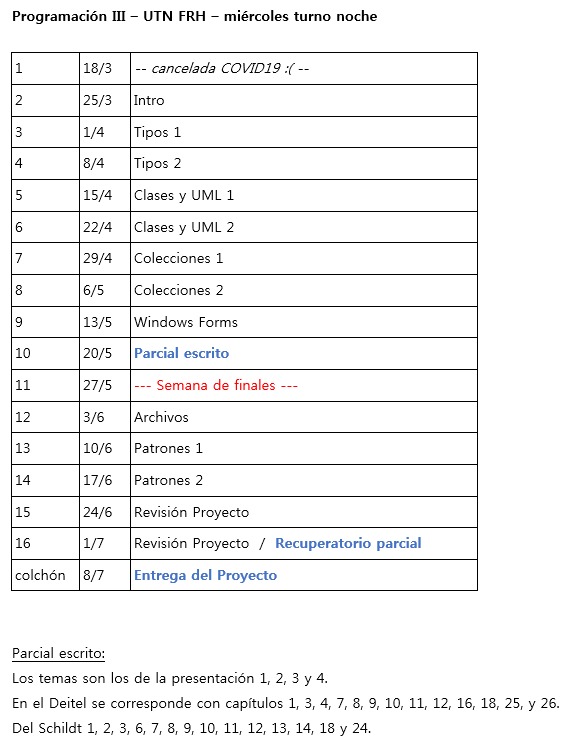 Programación III – UTN FRH – miércoles turno noche
1 18/3 -- cancelada COVID19 :( --
2 25/3 Intro
3 1/4 Tipos 1
4 8/4 Tipos 2
5 15/4 Clases y UML 1
6 22/4 Clases y UML 2
7 29/4 Colecciones 1
8 6/5 Colecciones 2
9 13/5 Windows Forms
10 20/5 Parcial escrito
11 27/5 --- Semana de finales ---
12 3/6 Archivos
13 10/6 Patrones 1
14 17/6 Patrones 2
15 24/6 Revisión Proyecto
16 1/7 Revisión Proyecto / Recuperatorio parcial
colchón 8/7 Entrega del Proyecto
Parcial escrito:
Los temas son los de la presentación 1, 2, 3 y 4.
En el Deitel se corresponde con capítulos 1, 3, 4, 7, 8, 9, 10, 11, 12, 16, 18, 25, y 26.
Del Schildt 1, 2, 3, 6, 7, 8, 9, 10, 11, 12, 13, 14, 18 y 24.